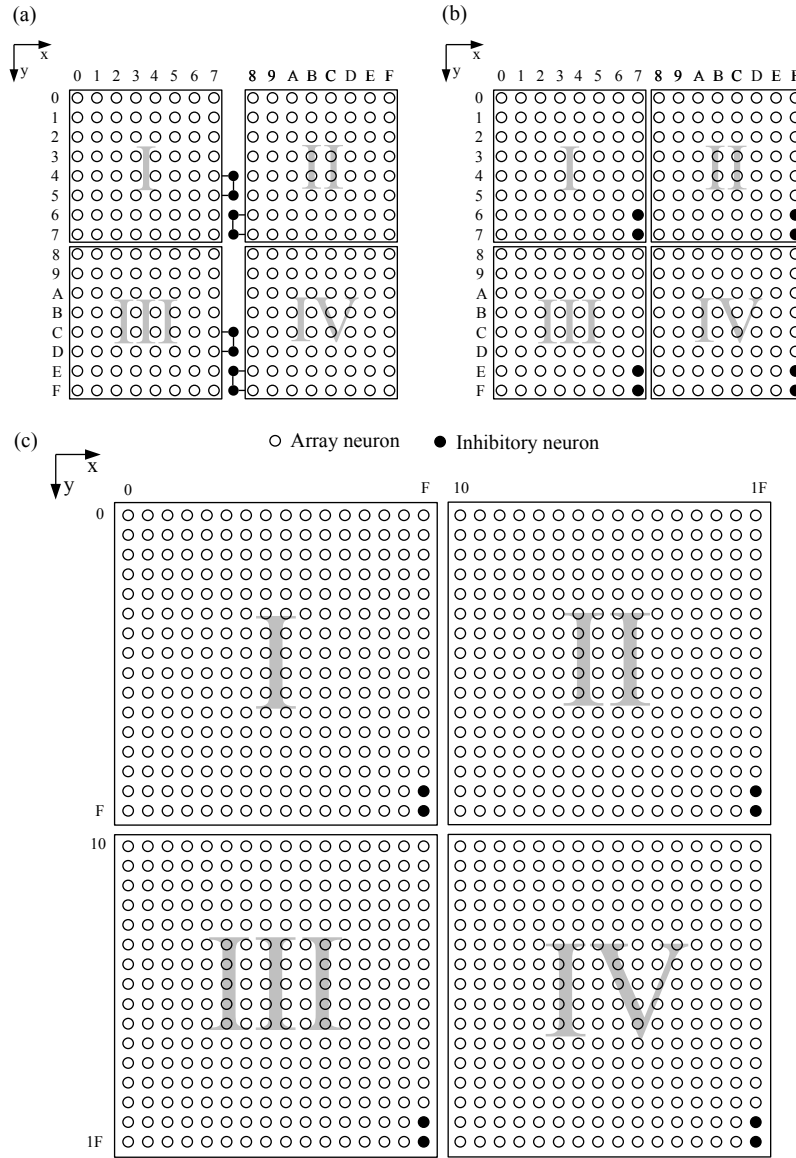 (a)
(b)
x
x
y
y
0 1 2 3 4 5 6 7 8 9 A B C D E F
0 1 2 3 4 5 6 7 8 9 A B C D E
0
1
2
3
4
5
6
7
8
9
A
B
C
D
E
F
0
1
2
3
4
5
6
7
8
9
A
B
C
D
E
F
I
II
III
IV
I
II
III
IV
(c)
Array neuron
Inhibitory neuron
x
y
0 F 10 1F
0
F
10
1F
I
II
III
IV